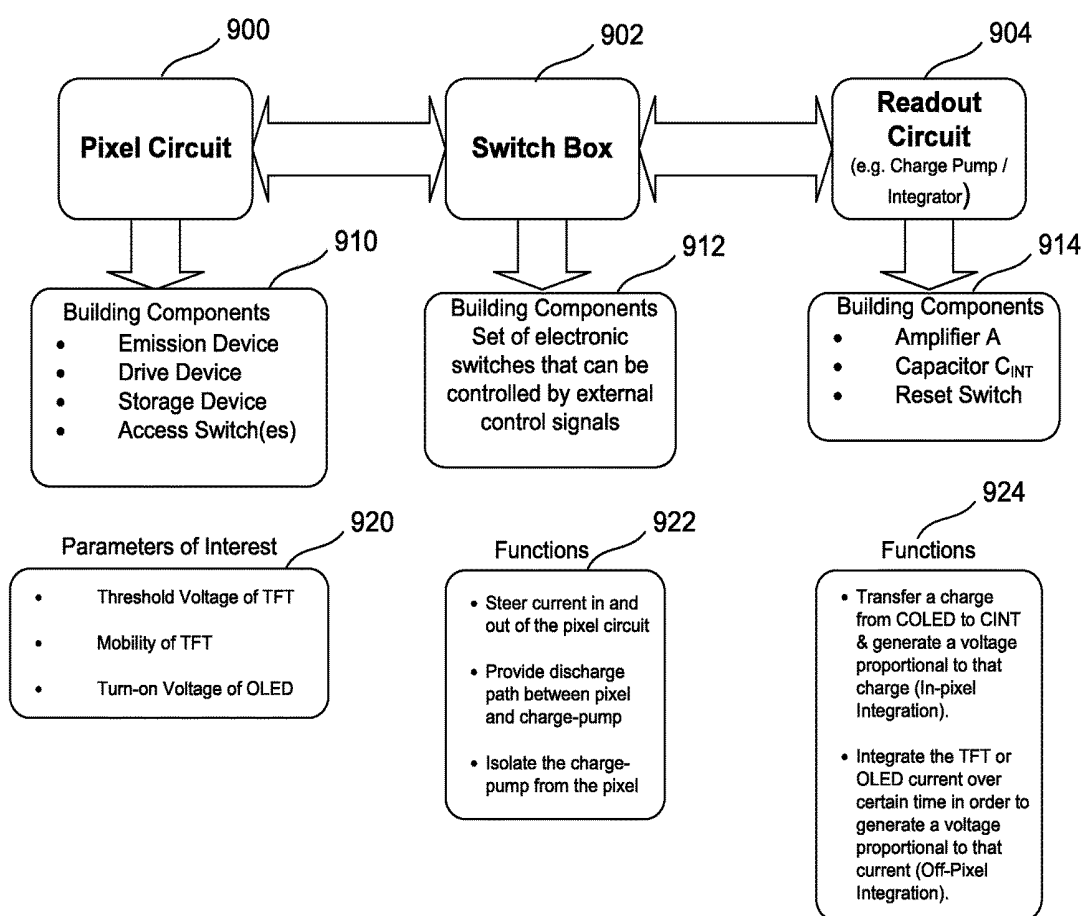 900
902
904
Pixel Circuit
Switch Box
Readout
Circuit
(e.g. Charge Pump /
Integrator)
910
912
914
Building Components
• Emission Device
• Drive Device
• Storage Device
• Access Switch(es)
Building Components
Set of electronic
switches that can be
controlled by external
control signals
Building Components
• Amplifier A
• Capacitor CINT
• Reset Switch
920
922
924
Parameters of Interest
• Threshold Voltage of TFT
• Mobility of TFT
• Turn-on Voltage of OLED
Functions
• Steer current in and
out of the pixel circuit
• Provide discharge
path between pixel
and charge-pump
• Isolate the charge-
pump from the pixel
Functions
• Transfer a charge
from COLED to CINT
& generate a voltage
proportional to that
charge (In-pixel
Integration).
• Integrate the TFT or
OLED current over
certain time in order to
generate a voltage
proportional to that
current (Off-Pixel
Integration).